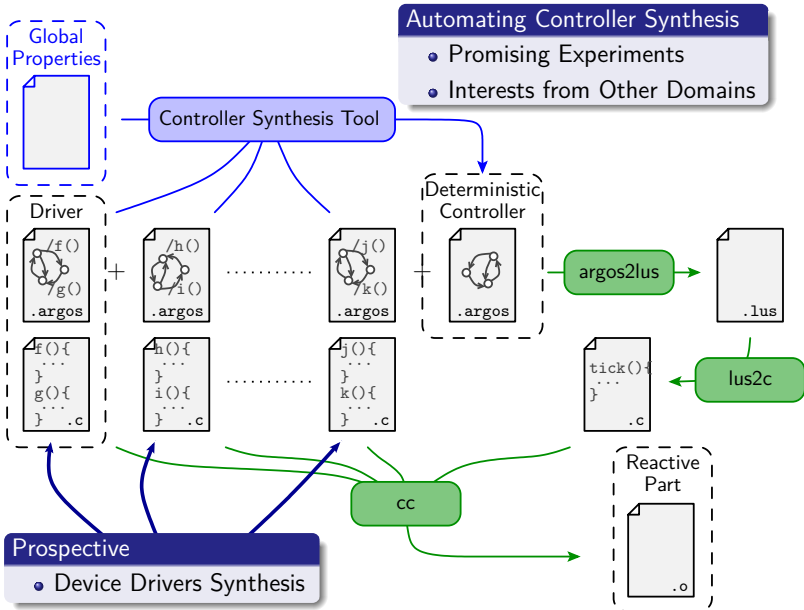 Automating Controller Synthesis
Promising Experiments
Interests from Other Domains
Global
Properties
Controller Synthesis Tool
Driver
Deterministic
Controller
/f()
/g()
.argos
+
/h()
/i()
.argos
............
/j()
/k()
.argos
+
.argos
argos2lus
.lus
f(){
...
}
g(){
...
}
.c
h(){
...
}
i(){
...
}
.c
............
j(){
...
}
k(){
...
}
.c
tick(){
...
}
.c
lus2c
cc
Reactive
Part
.o
Prospective
Device Drivers Synthesis